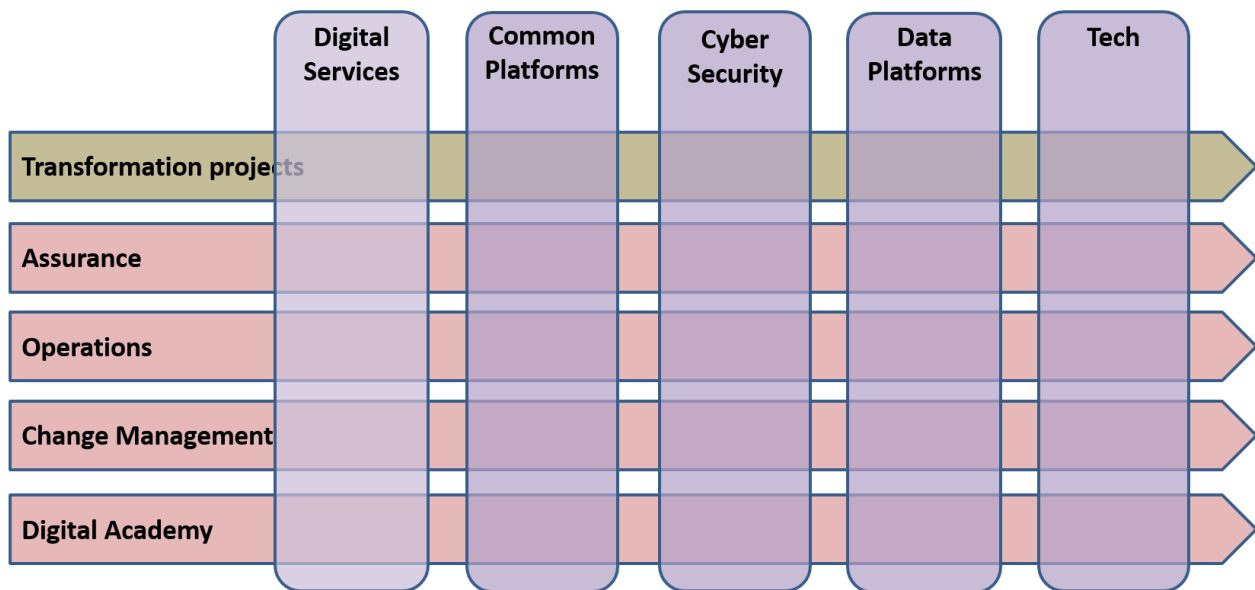 Digital
Services
Common
Platforms
Cyber
Security
Data
Platforms
Tech
Transformation projects
Assurance
Operations
Change Management
Digital Academy